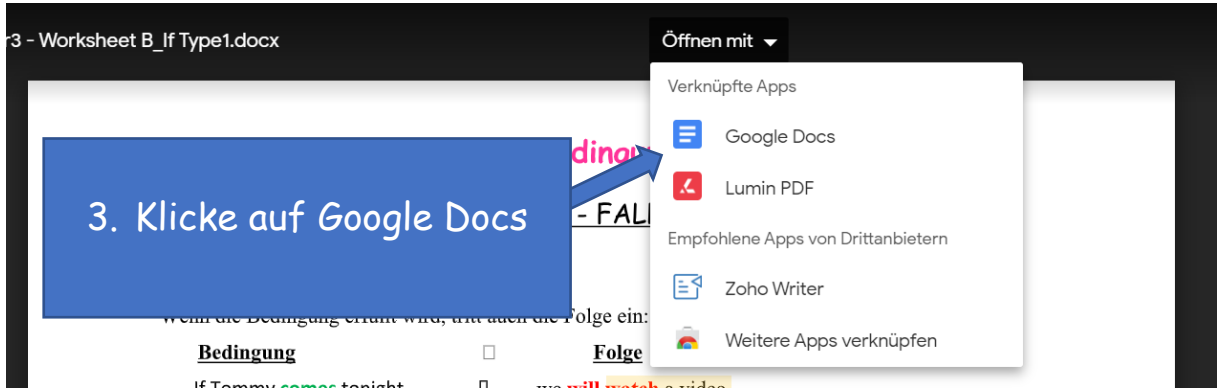 r3 - Worksheet B_If Type1.docx
Öffnen mit
Verknüpfte Apps
Google Docs
Lumin PDF
Empfohlene Apps von Drittanbietern
Zoho Writer
Weitere Apps verknüpfen
3. Klicke auf Google Docs
- FALL
Wenn die Bedingung erfüllt wird, tritt auch die Folge ein:
Bedingung Folge
If Tommy comes tonight we will watch a video